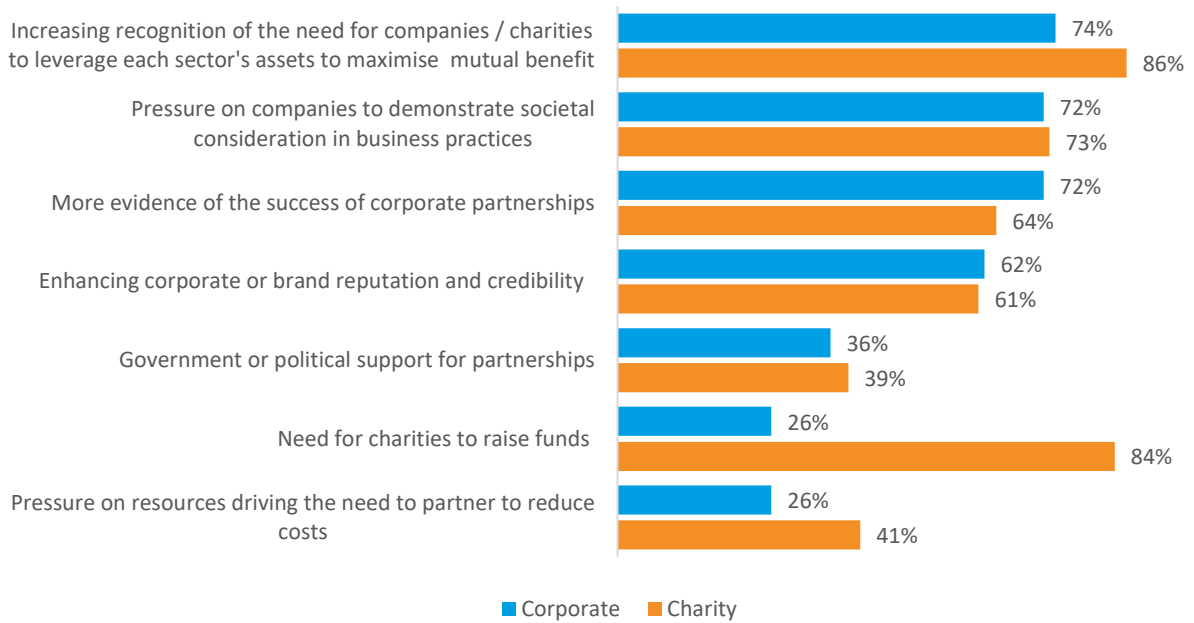 Increasing recognition of the need for companies / charities
to leverage each sector's assets to maximise  mutual benefit
74%
86%
Pressure on companies to demonstrate societal
consideration in business practices
72%
73%
More evidence of the success of corporate partnerships
72%
64%
Enhancing corporate or brand reputation and credibility
62%
61%
Government or political support for partnerships
36%
39%
Need for charities to raise funds
26%
84%
Pressure on resources driving the need to partner to reduce
costs
26%
41%
Corporate
Charity